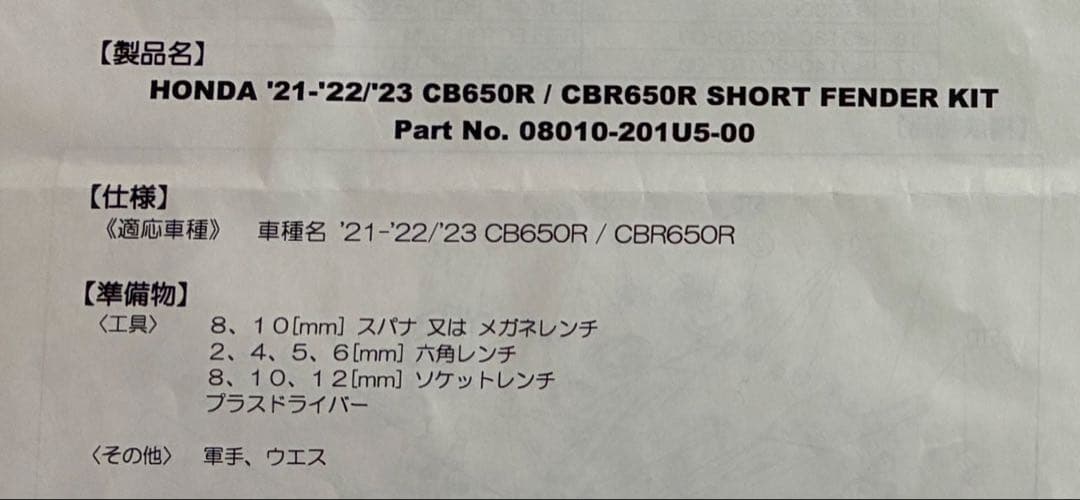 【製品名】
HONDA '21-'22/'23 CB650R / CBR650R SHORT FENDER KIT
Part No. 08010-201U5-00
【仕様】
《適応車種》 車種名 '21-'22/'23 CB650R / CBR650R
【準備物】
〈工具〉 8、10[mm] スパナ 又は メガネレンチ
2、4、5、6[mm] 六角レンチ
8、10、12[mm] ソケットレンチ
プラスドライバー
〈その他〉 軍手、ウエス